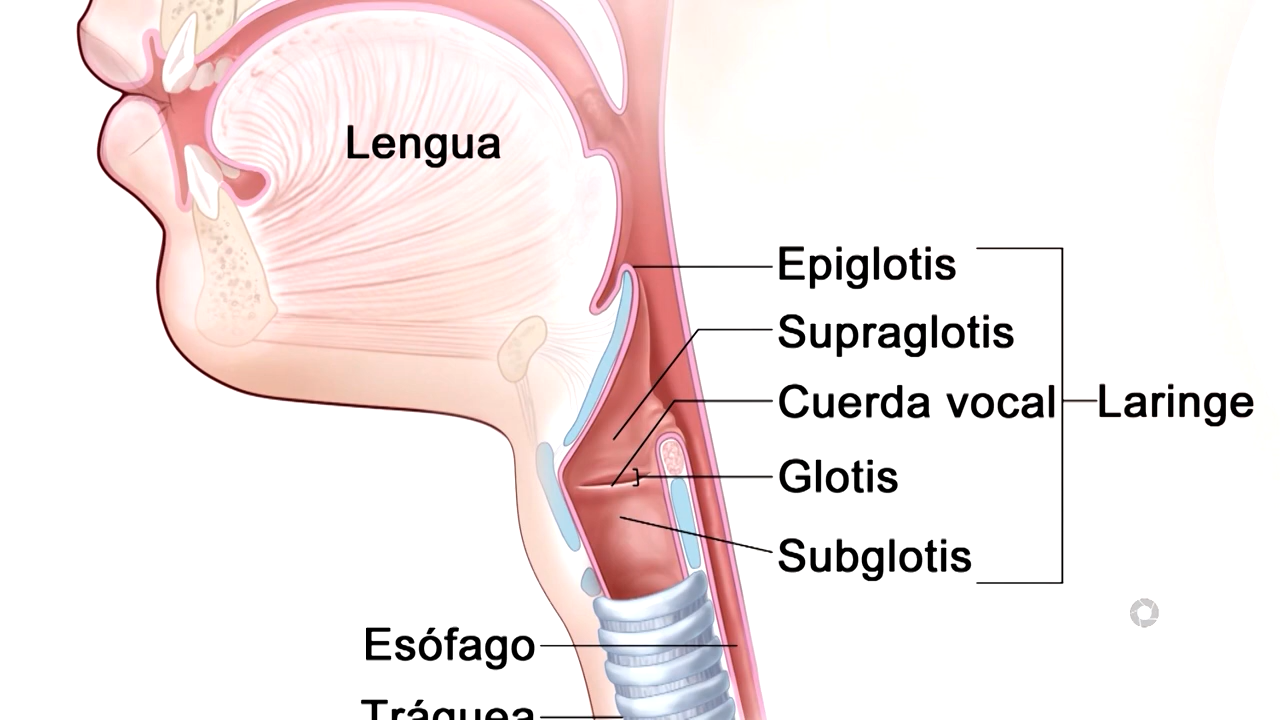 Lengua
Epiglotis
Supraglotis
Cuerda vocal
Laringe
Glotis
Subglotis
Esófago
Tráquea